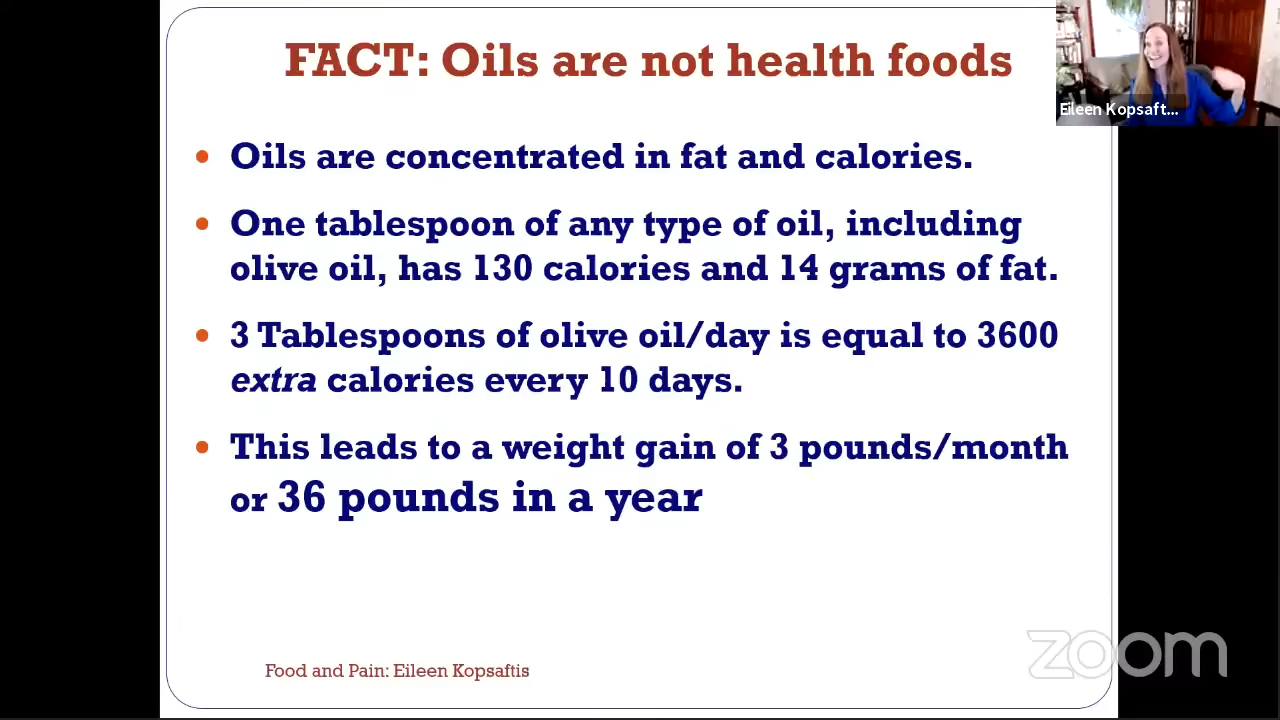 FACT: Oils are not health foods
Eileen Kopsaft...
• Oils are concentrated in fat and calories.
• One tablespoon of any type of oil, including
olive oil, has 130 calories and 14 grams of fat.
• 3 Tablespoons of olive oil/day is equal to 3600
extra calories every 10 days.
• This leads to a weight gain of 3 pounds/month
or 36 pounds in a year
Food and Pain: Eileen Kopsaftis
zoom